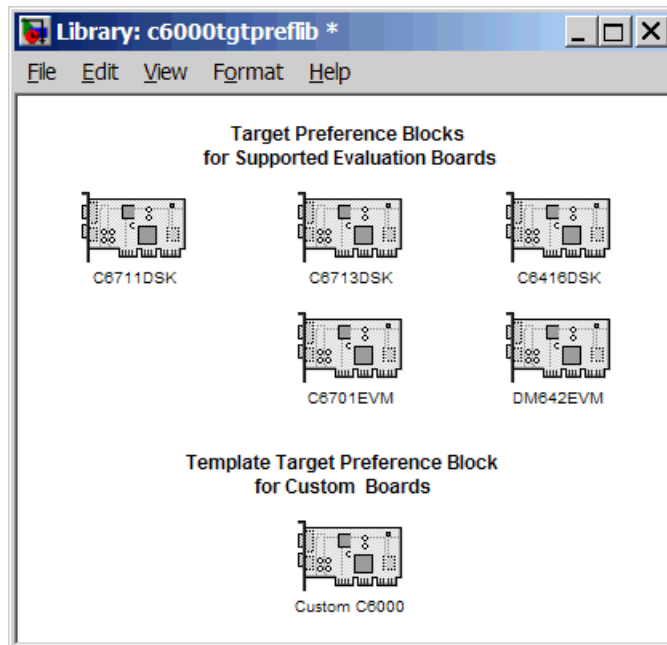 Library: c6000tgtpreflib *
File Edit View Format Help
Target Preference Blocks
for Supported Evaluation Boards
C6711DSK C6713DSK C6416DSK
C6701EVM DM642EVM
Template Target Preference Block
for Custom Boards
Custom C6000